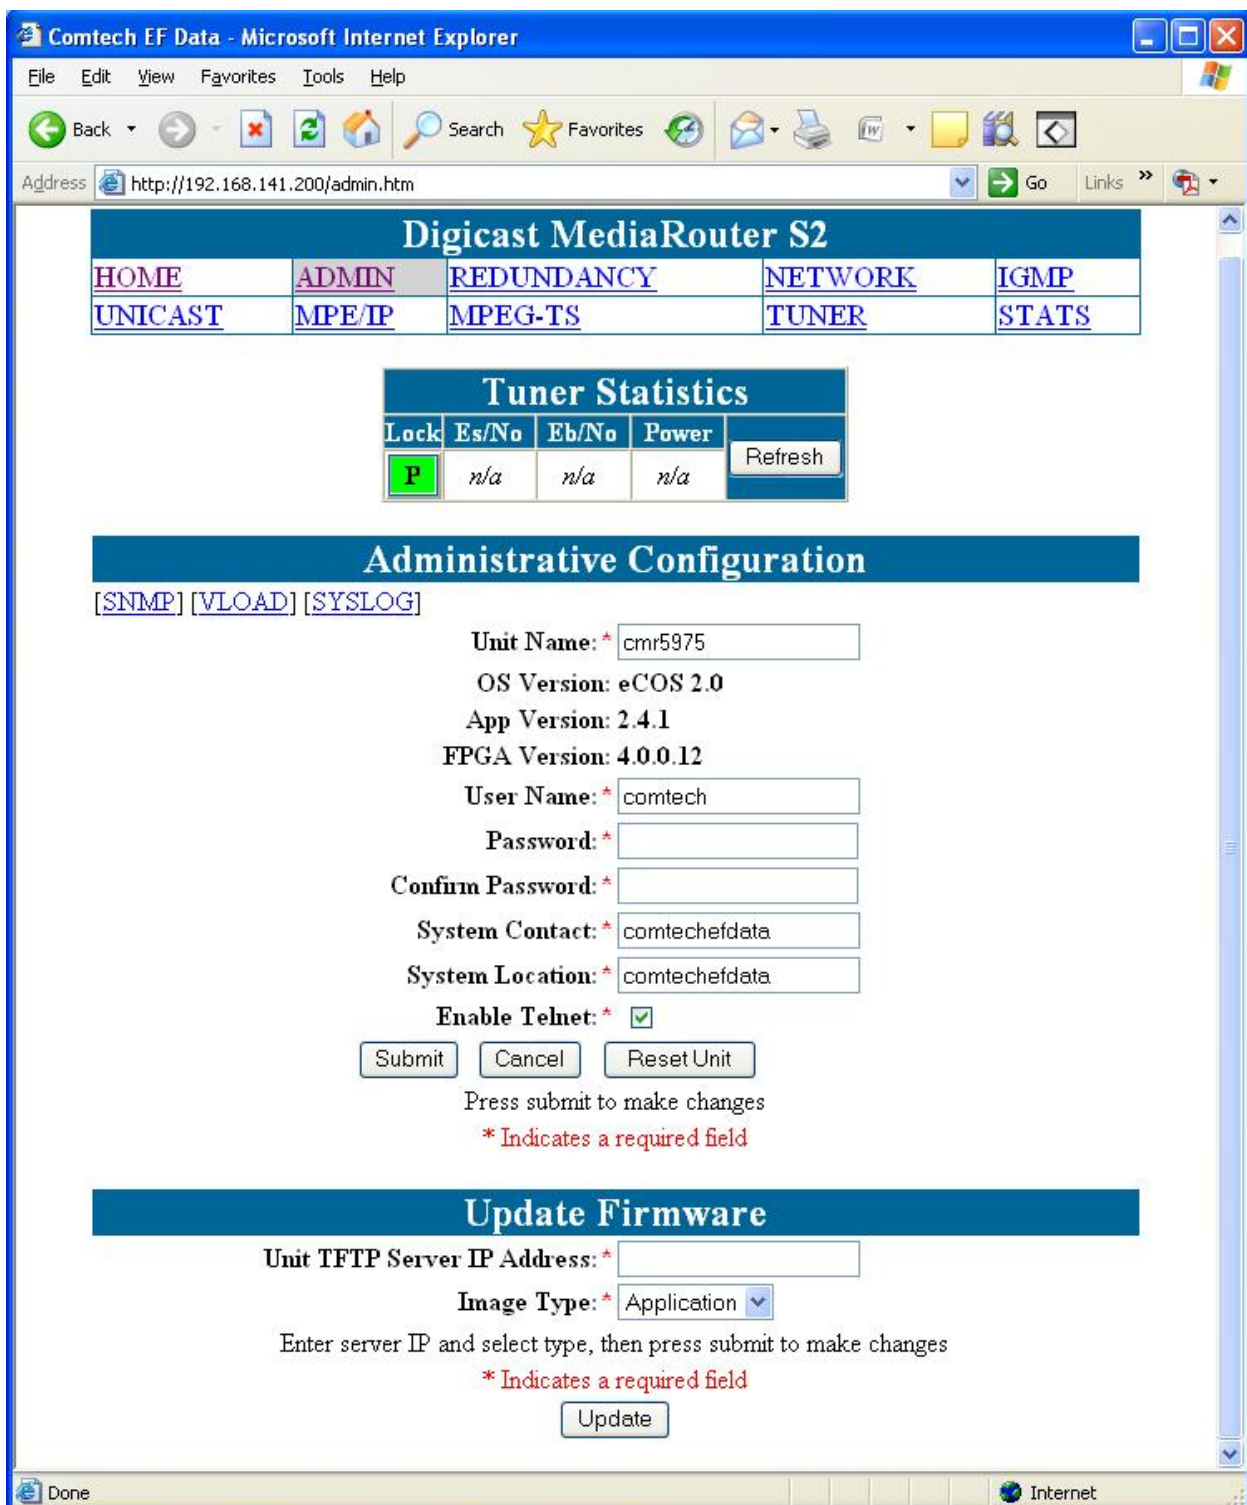 Comtech EF Data - Microsoft Internet Explorer
File Edit View Favorites Tools Help
Back Search Favorites
Address http://192.168.141.200/admin.htm Go Links »
Digicast MediaRouter S2
HOME ADMIN REDUNDANCY NETWORK IGMP
UNICAST MPE/IP MPEG-TS TUNER STATS
Tuner Statistics
Lock Es/No Eb/No Power
Refresh
P n/a n/a n/a
Administrative Configuration
[SNMP] [VLOAD] [SYSLOG]
Unit Name: * cmr5975
OS Version: eCOS 2.0
App Version: 2.4.1
FPGA Version: 4.0.0.12
User Name: * comtech
Password: *
Confirm Password: *
System Contact: * comtechefdata
System Location: * comtechefdata
Enable Telnet: *
Submit Cancel Reset Unit
Press submit to make changes
* Indicates a required field
Update Firmware
Unit TFTP Server IP Address: *
Image Type: * Application
Enter server IP and select type, then press submit to make changes
* Indicates a required field
Update
Done Internet